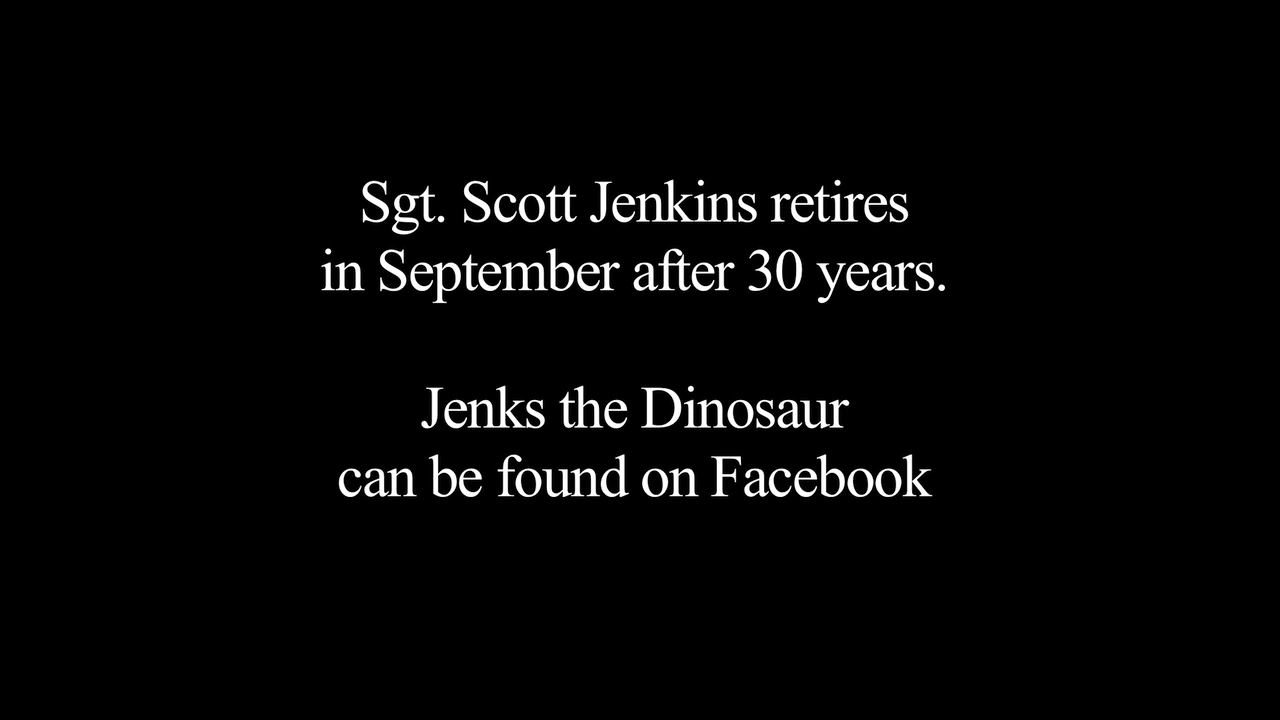 Sgt. Scott Jenkins retires
in September after 30 years.
Jenks the Dinosaur
can be found on Facebook